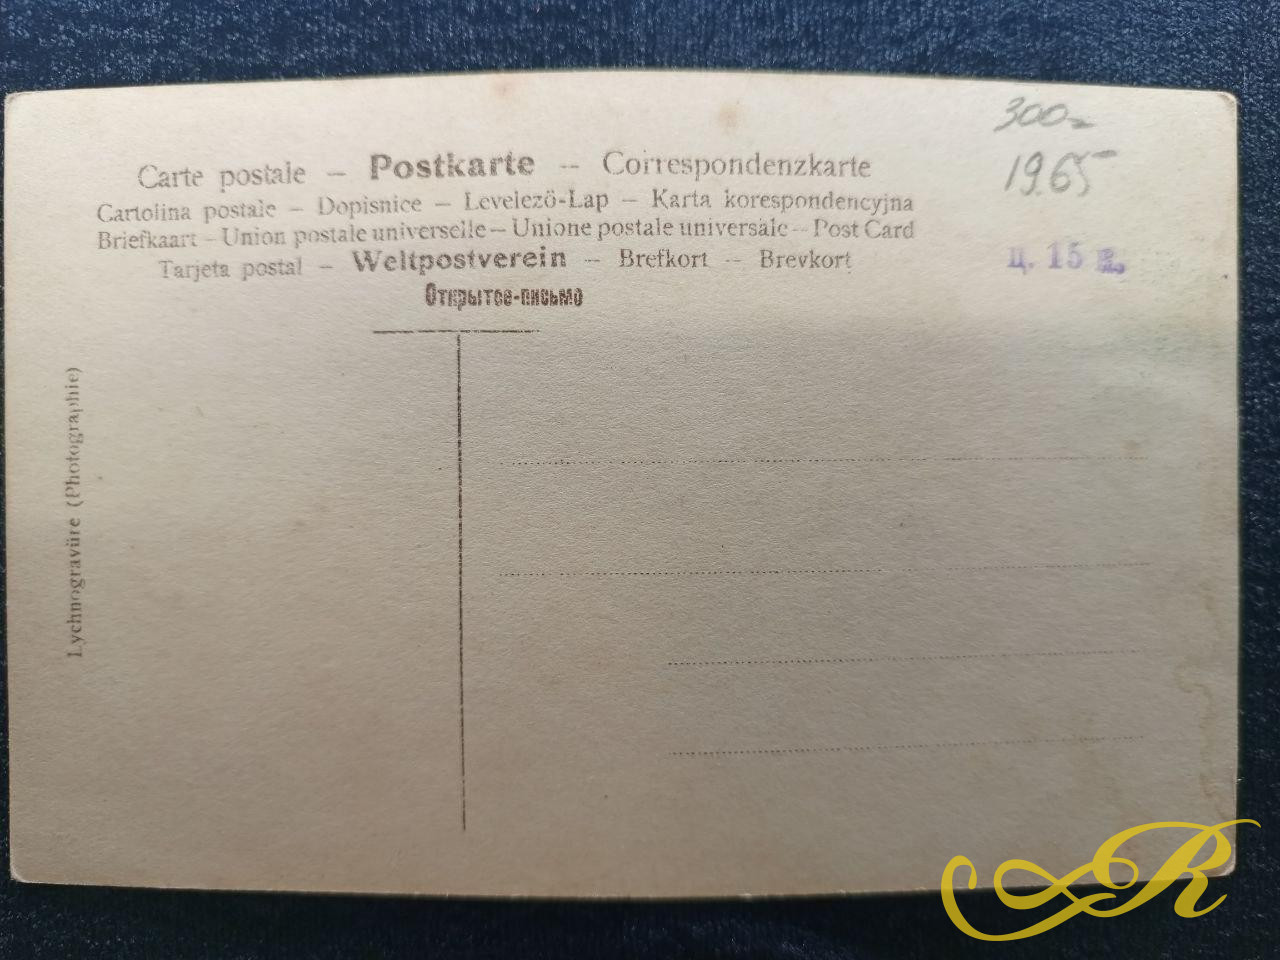 300-
1965
Carte postale – Postkarte – Correspondenzkarte
Cartolina postale – Dopisnice – Levelezö-Lap – Karta korespondencyjna
Briefkaart – Union postale universelle – Unione postale universale – Post Card
Tarjeta postal – Weltpostverein – Brefkort – Brevkort
ц. 15
Открытое-письмо
Lychnogravüre (Photographie)
R